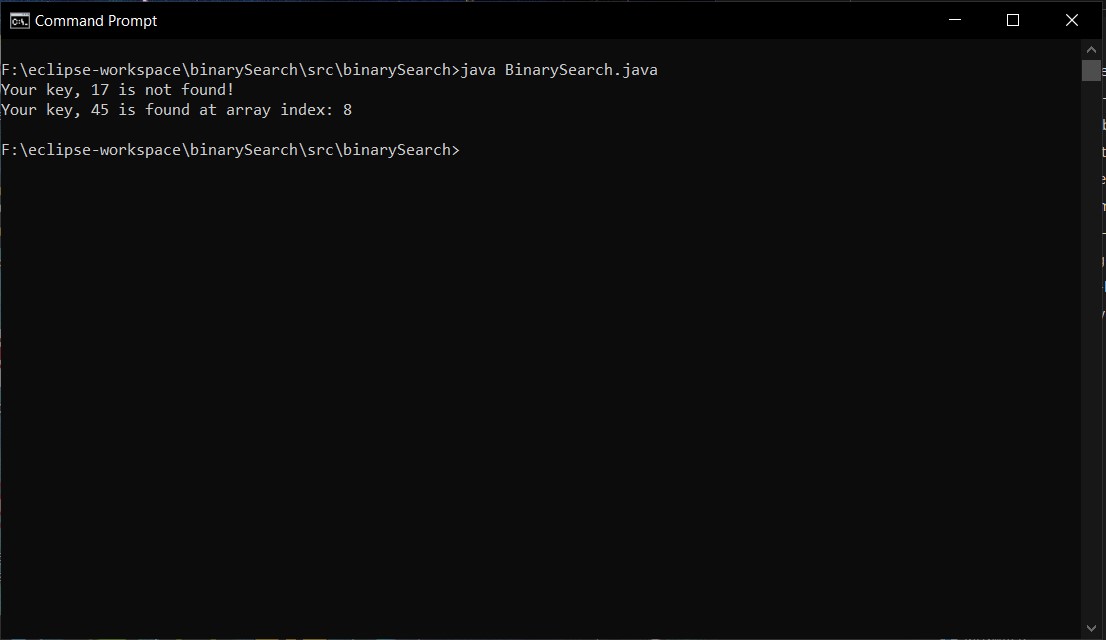 Command Prompt
F:\eclipse-workspace\binarySearch\src\binarySearch>java BinarySearch.java
Your key, 17 is not found!
Your key, 45 is found at array index: 8
F:\eclipse-workspace\binarySearch\src\binarySearch>